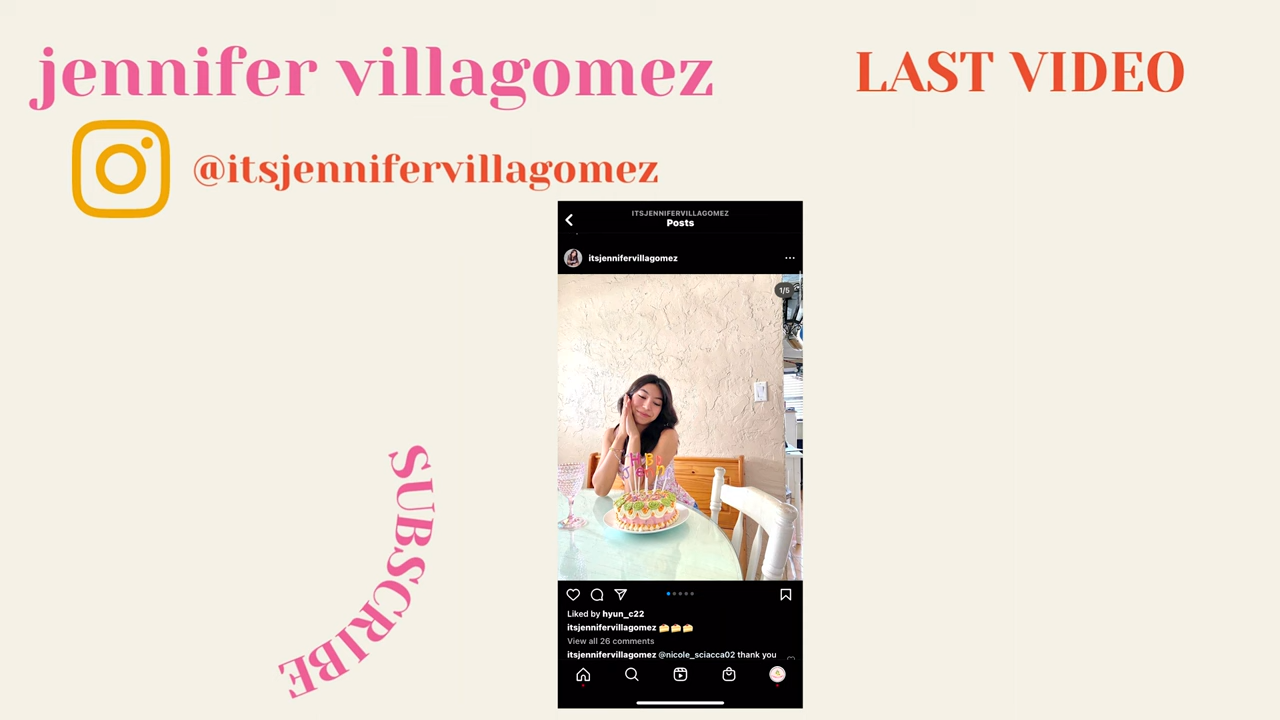 jennifer villagomez
LAST VIDEO
@itsjennifervillagomez
ITSJENNIFERVILLAGOMEZ
Posts
itsjennifervillagomez
1/5
SUBSCRIBE
Liked by hyun_c22
itsjennifervillagomez 🍰🍰🍰
View all 26 comments
itsjennifervillagomez @nicole_sciacca02 thank you